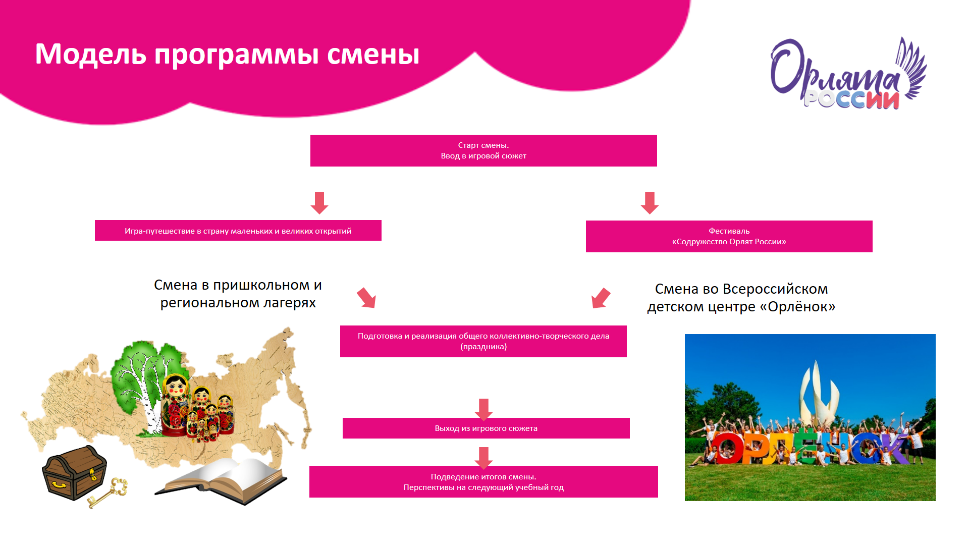 Модель программы смены
Орлята
РОССИИ
Старт смены.
Ввод в игровой сюжет
Игра-путешествие в страну маленьких и великих открытий
Фестиваль
«Содружество Орлят России»
Смена в пришкольном и
региональном лагерях
Смена во Всероссийском
детском центре «Орлёнок»
Подготовка и реализация общего коллективно-творческого дела
(праздника)
ОРЛЁНОК
Выход из игрового сюжета
Подведение итогов смены.
Перспективы на следующий учебный год